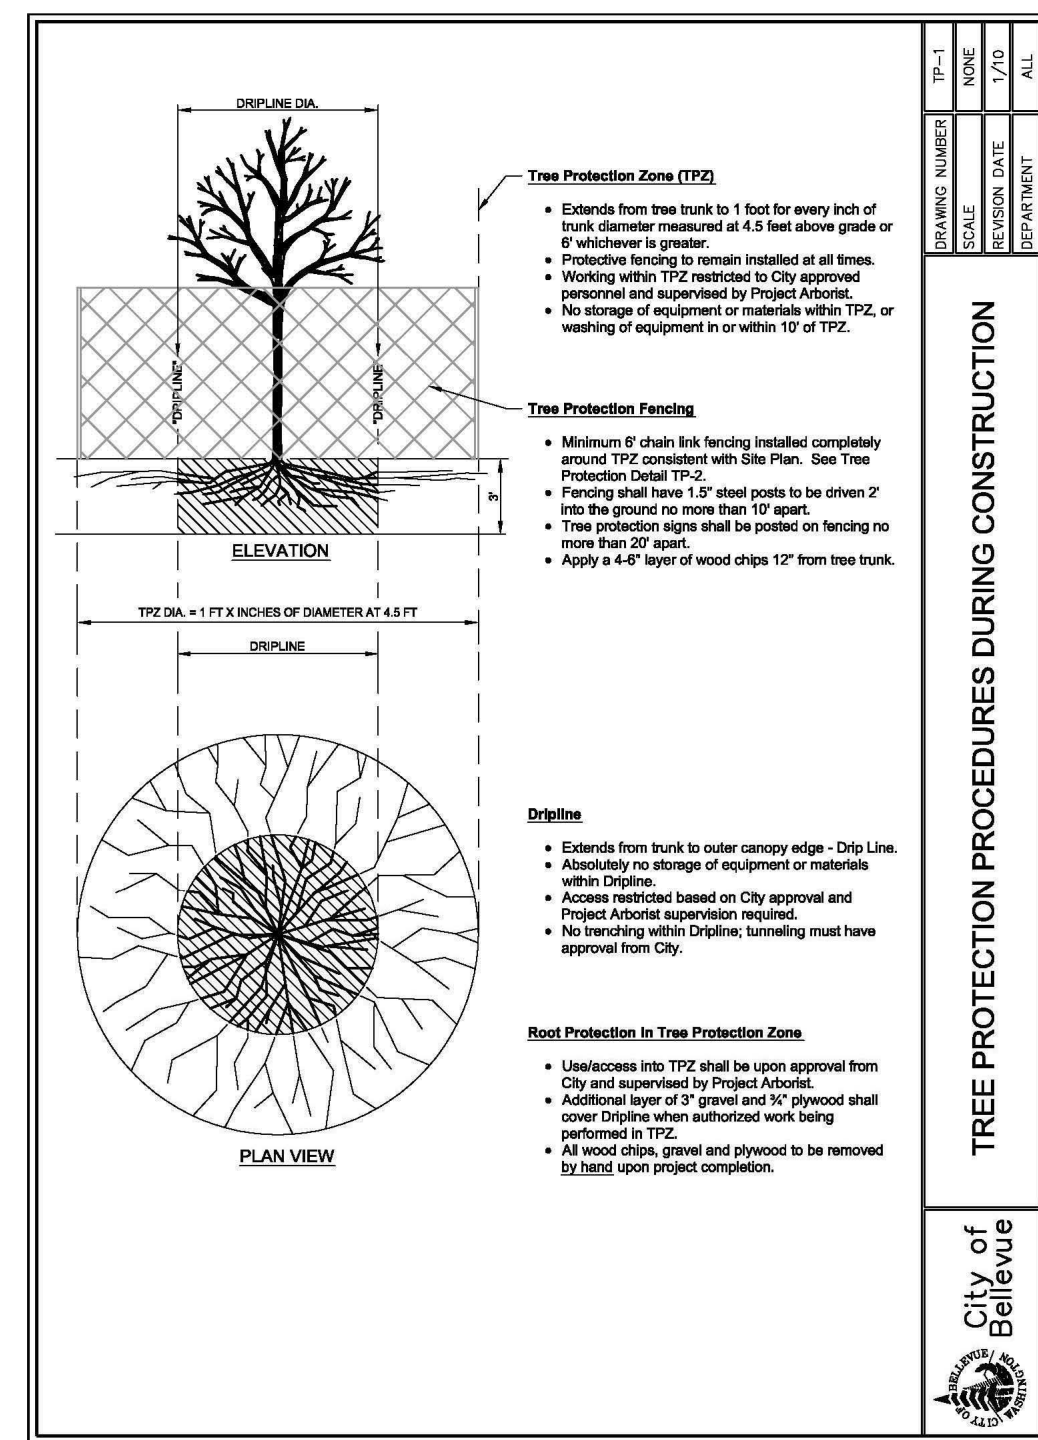 DRIPLINE DIA.
"DRIPLINE"
"DRIPLINE"
3'
ELEVATION
TPZ DIA. = 1 FT X INCHES OF DIAMETER AT 4.5 FT
DRIPLINE
PLAN VIEW
Tree Protection Zone (TPZ)
• Extends from tree trunk to 1 foot for every inch of
trunk diameter measured at 4.5 feet above grade or
6' whichever is greater.
• Protective fencing to remain installed at all times.
• Working within TPZ restricted to City approved
personnel and supervised by Project Arborist.
• No storage of equipment or materials within TPZ, or
washing of equipment in or within 10' of TPZ.
Tree Protection Fencing
• Minimum 6' chain link fencing installed completely
around TPZ consistent with Site Plan. See Tree
Protection Detail TP-2.
• Fencing shall have 1.5" steel posts to be driven 2'
into the ground no more than 10' apart.
• Tree protection signs shall be posted on fencing no
more than 20' apart.
• Apply a 4-6" layer of wood chips 12" from tree trunk.
Dripline
• Extends from trunk to outer canopy edge - Drip Line.
• Absolutely no storage of equipment or materials
within Dripline.
• Access restricted based on City approval and
Project Arborist supervision required.
• No trenching within Dripline; tunneling must have
approval from City.
Root Protection in Tree Protection Zone
• Use/access into TPZ shall be upon approval from
City and supervised by Project Arborist.
• Additional layer of 3" gravel and ¾" plywood shall
cover Dripline when authorized work being
performed in TPZ.
• All wood chips, gravel and plywood to be removed
by hand upon project completion.
DRAWING NUMBER TP-1
SCALE NONE
REVISION DATE 1/10
DEPARTMENT ALL
TREE PROTECTION PROCEDURES DURING CONSTRUCTION
City of
Bellevue
CITY OF BELLEVUE
WASHINGTON